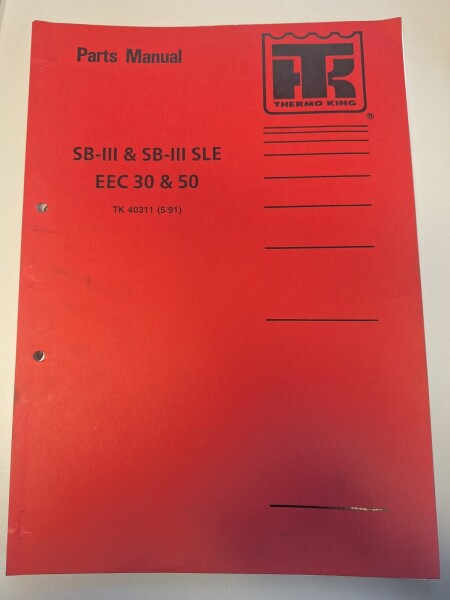 Parts Manual
TK
THERMO KING
®
SB-III & SB-III SLE
EEC 30 & 50
TK 40311 (5/91)